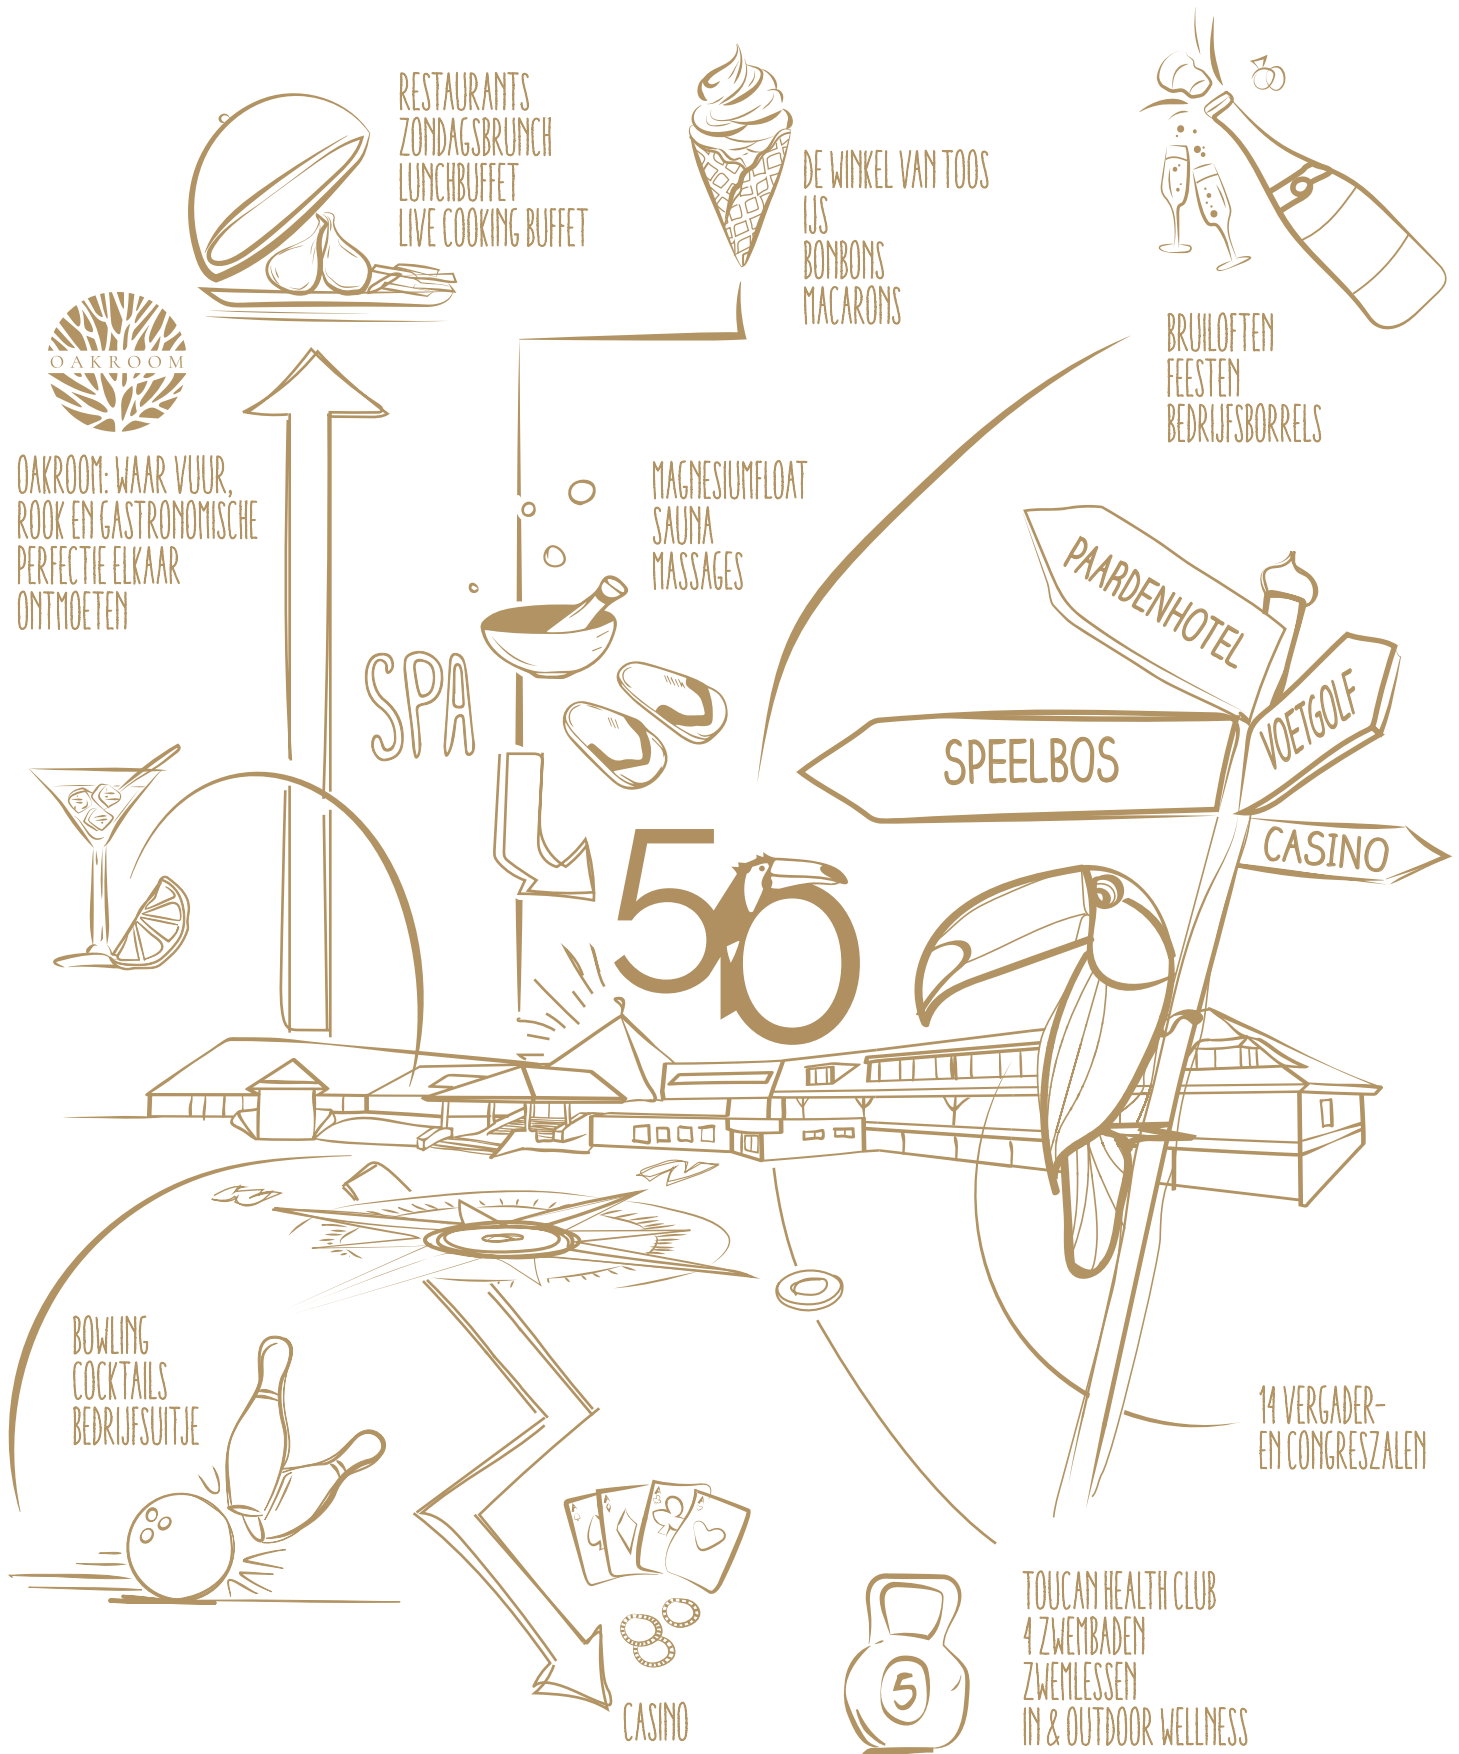 RESTAURANTS
ZONDAGSBRUNCH
LUNCHBUFFET
LIVE COOKING BUFFET
DE WINKEL VAN TOOS
IJS
BONBONS
MACARONS
BRUILOFTEN
FEESTEN
BEDRIJFSBORRELS
OAKROOM
OAKROOM: WAAR VUUR,
ROOK EN GASTRONOMISCHE
PERFECTIE ELKAAR
ONTMOETEN
MAGNESIUMFLOAT
SAUNA
MASSAGES
SPA
PAARDENHOTEL
VOETGOLF
SPEELBOS
CASINO
50
N
BOWLING
COCKTAILS
BEDRIJFSUITJE
14 VERGADER-
EN CONGRESZALEN
CASINO
5
TOUCAN HEALTH CLUB
4 ZWEMBADEN
ZWEMLESSEN
IN & OUTDOOR WELLNESS